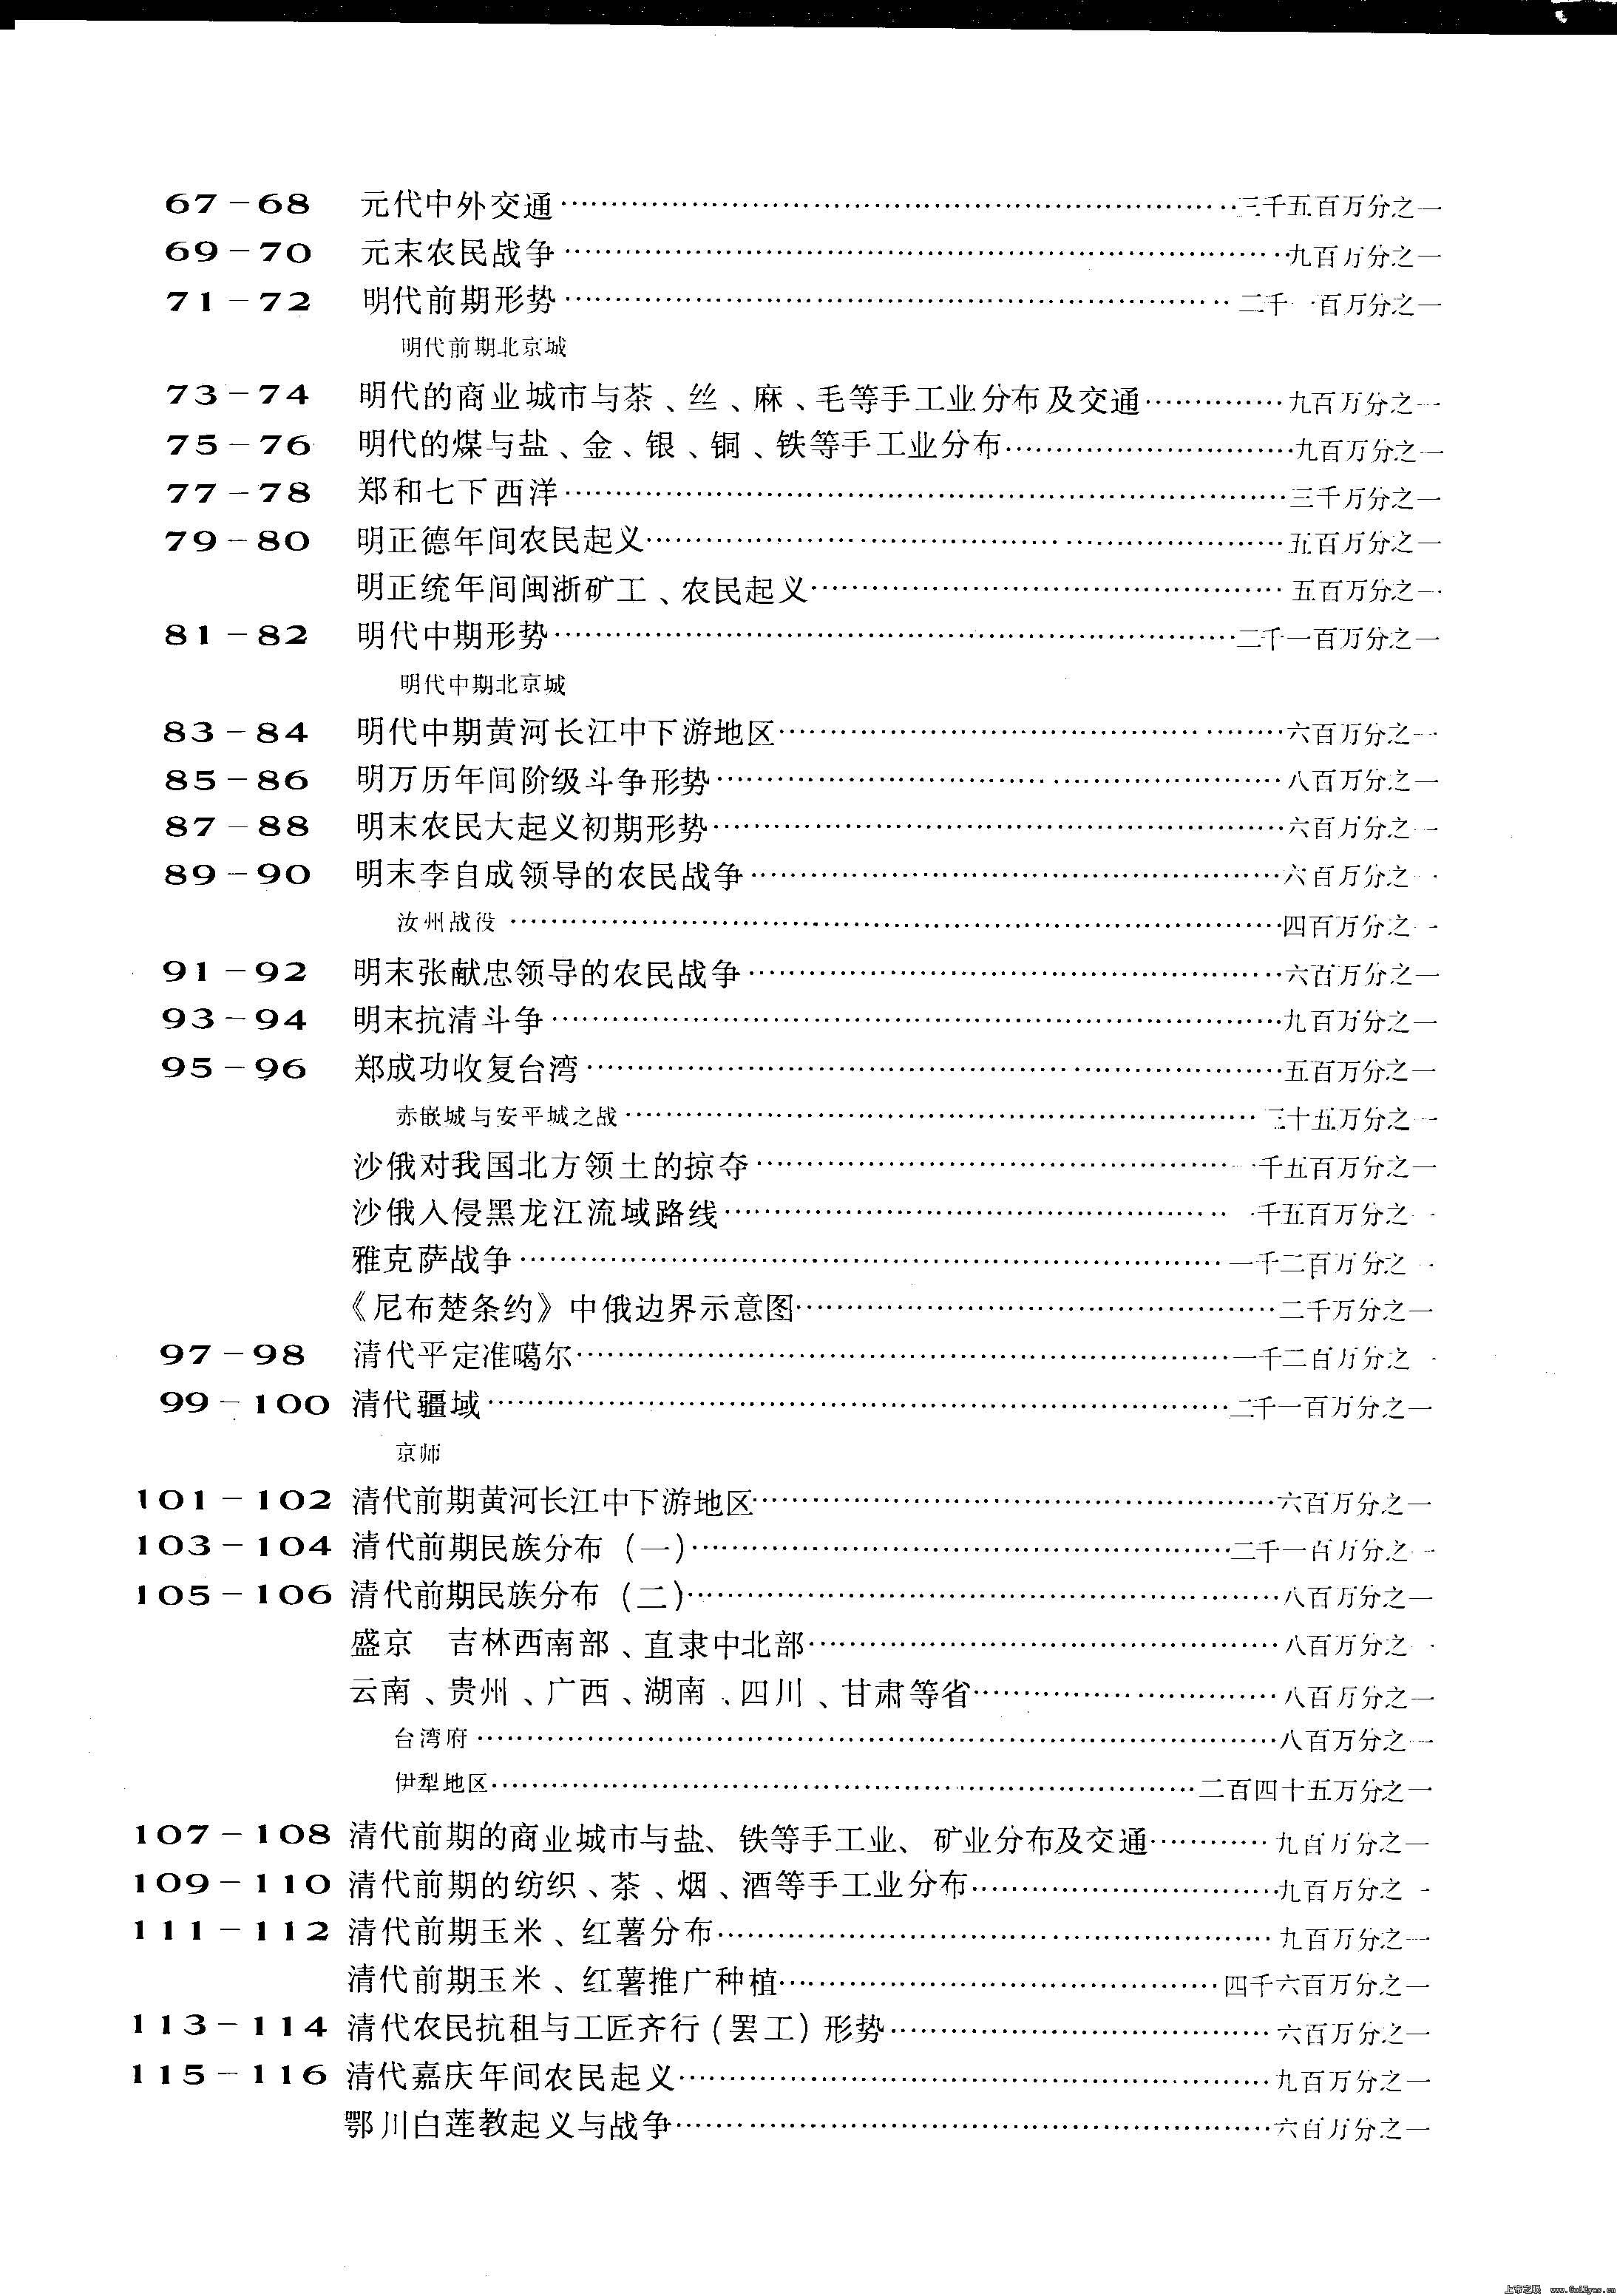 67－68 元代中外交通……三千五百万分之一
69－70 元末农民战争……九百万分之一
71－72 明代前期形势……二千一百万分之一
明代前期北京城
73－74 明代的商业城市与茶、丝、麻、毛等手工业分布及交通……九百万分之一
75－76 明代的煤与盐、金、银、铜、铁等手工业分布……九百万分之一
77－78 郑和七下西洋……三千万分之一
79－80 明正德年间农民起义……五百万分之一
明正统年间闽浙矿工、农民起义……五百万分之一
81－82 明代中期形势……二千一百万分之一
明代中期北京城
83－84 明代中期黄河长江中下游地区……六百万分之一
85－86 明万历年间阶级斗争形势……八百万分之一
87－88 明末农民大起义初期形势……六百万分之一
89－90 明末李自成领导的农民战争……六百万分之一
汝州战役……四百万分之一
91－92 明末张献忠领导的农民战争……六百万分之一
93－94 明末抗清斗争……九百万分之一
95－96 郑成功收复台湾……五百万分之一
赤嵌城与安平城之战……三十五万分之一
沙俄对我国北方领土的掠夺……一千五百万分之一
沙俄入侵黑龙江流域路线……一千五百万分之一
雅克萨战争……一千二百万分之一
《尼布楚条约》中俄边界示意图……二千万分之一
97－98 清代平定准噶尔……一千二百万分之一
99－100 清代疆域……二千一百万分之一
京师
101－102 清代前期黄河长江中下游地区……六百万分之一
103－104 清代前期民族分布（一）……二千一百万分之一
105－106 清代前期民族分布（二）……八百万分之一
盛京 吉林西南部、直隶中北部……八百万分之一
云南、贵州、广西、湖南、四川、甘肃等省……八百万分之一
台湾府……八百万分之一
伊犁地区……二百四十五万分之一
107－108 清代前期的商业城市与盐、铁等手工业、矿业分布及交通……九百万分之一
109－110 清代前期的纺织、茶、烟、酒等手工业分布……九百万分之一
111－112 清代前期玉米、红薯分布……九百万分之一
清代前期玉米、红薯推广种植……四千六百万分之一
113－114 清代农民抗租与工匠齐行（罢工）形势……六百万分之一
115－116 清代嘉庆年间农民起义……九百万分之一
鄂川白莲教起义与战争……六百万分之一
上帝之眼 www.GodEyes.cn